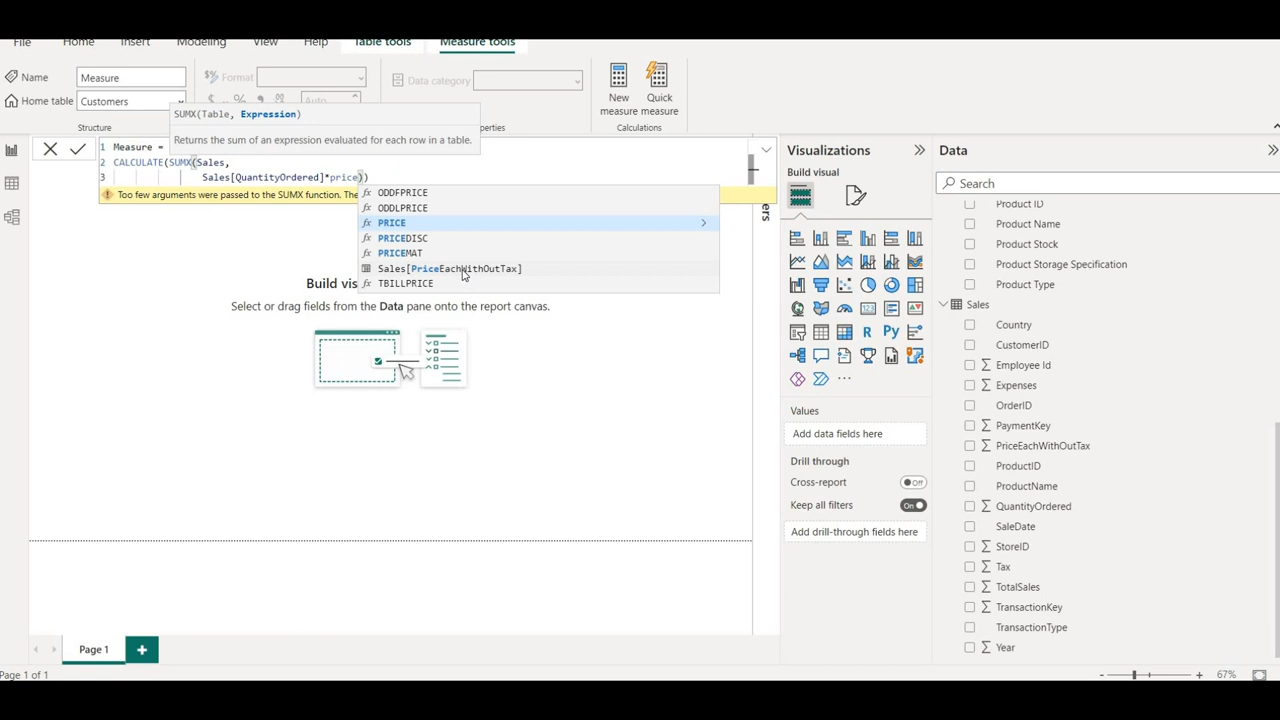 File Home Insert Modeling View Help Table tools Measure tools
Name Measure
Format
Data category
Home table Customers
$ % Auto
New measure
Quick measure
Structure
perties
Calculations
SUMX(Table, Expression)
Returns the sum of an expression evaluated for each row in a table.
1 Measure =
2 CALCULATE(SUMX(Sales,
3 Sales[QuantityOrdered]*price))
Too few arguments were passed to the SUMX function. The
ODDFPRICE
ODDLPRICE
PRICE
PRICEDISC
PRICEMAT
Sales[PriceEachWithOutTax]
TBILLPRICE
ers
Build vis
Select or drag fields from the Data pane onto the report canvas.
Visualizations
Build visual
R Py
Values
Add data fields here
Drill through
Cross-report Off
Keep all filters On
Add drill-through fields here
Data
Search
Product ID
Product Name
Product Stock
Product Storage Specification
Product Type
Sales
Country
CustomerID
Employee Id
Expenses
OrderID
PaymentKey
PriceEachWithOutTax
ProductID
ProductName
QuantityOrdered
SaleDate
StoreID
Tax
TotalSales
TransactionKey
TransactionType
Year
Page 1
Page 1 of 1
67%